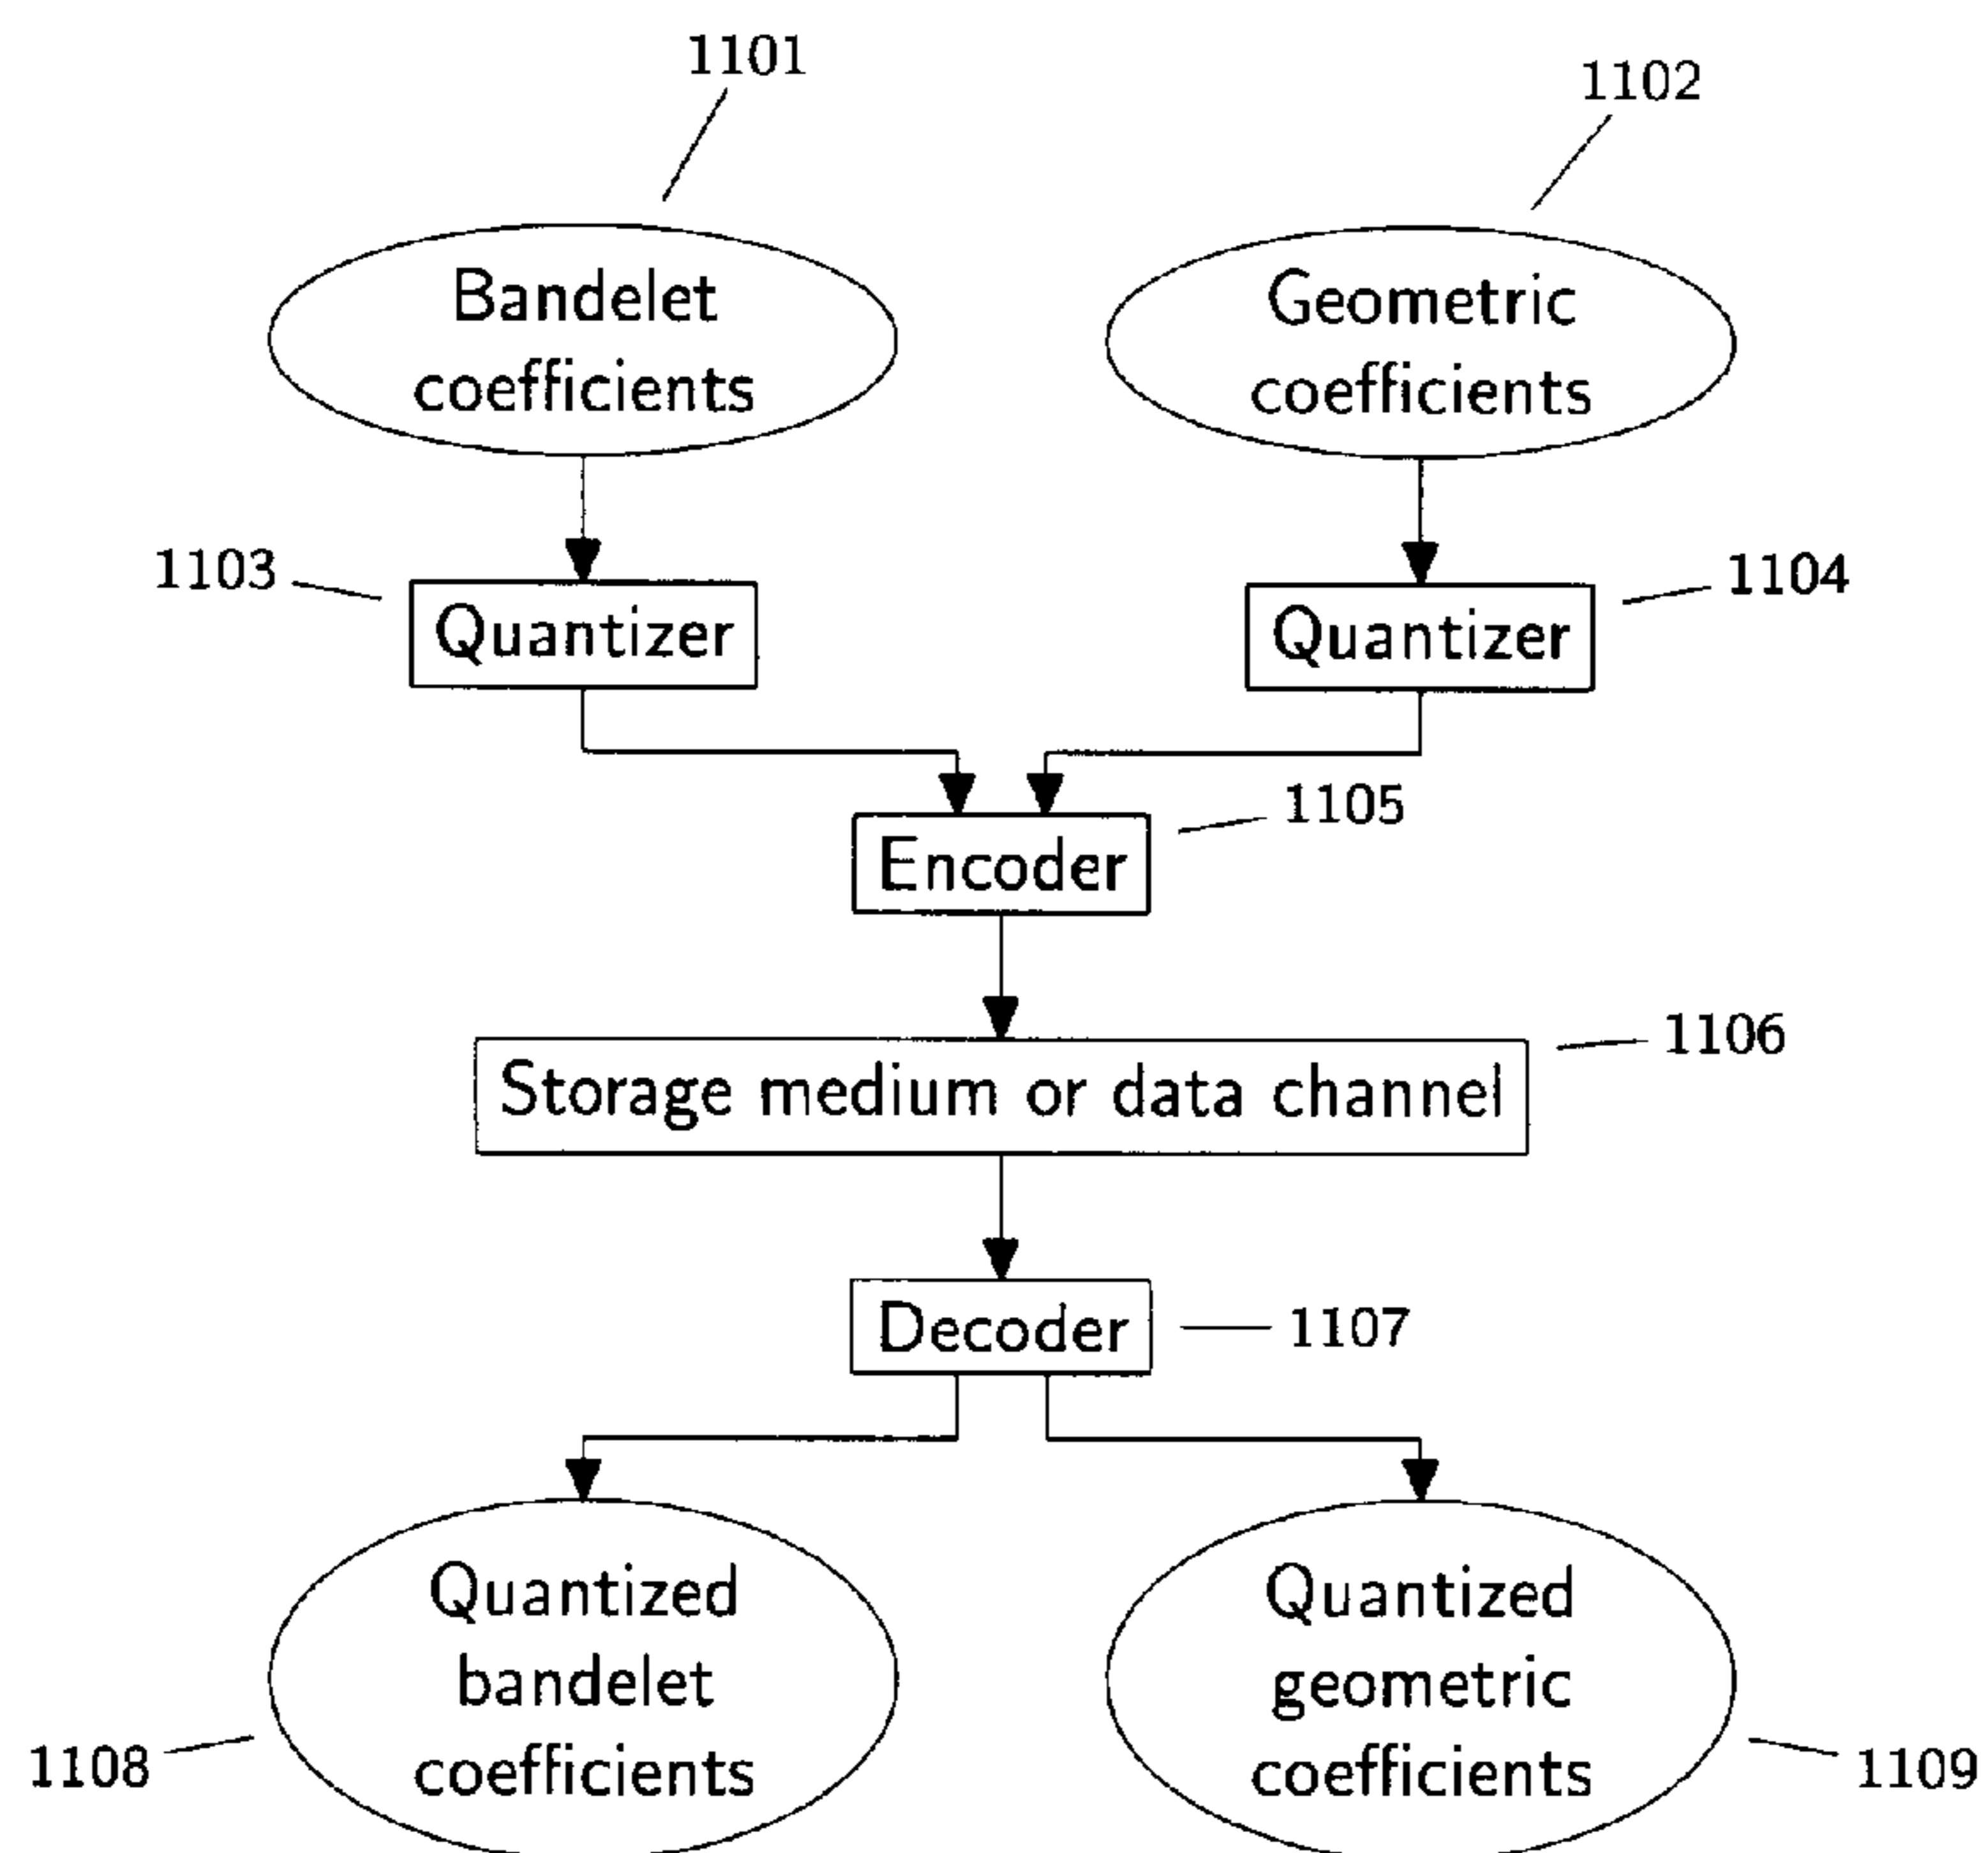 1101
1102
Bandelet
coefficients
Geometric
coefficients
1103
Quantizer
Quantizer
1104
1105
Encoder
1106
Storage medium or data channel
Decoder
1107
Quantized
bandelet
coefficients
Quantized
geometric
coefficients
1108
1109